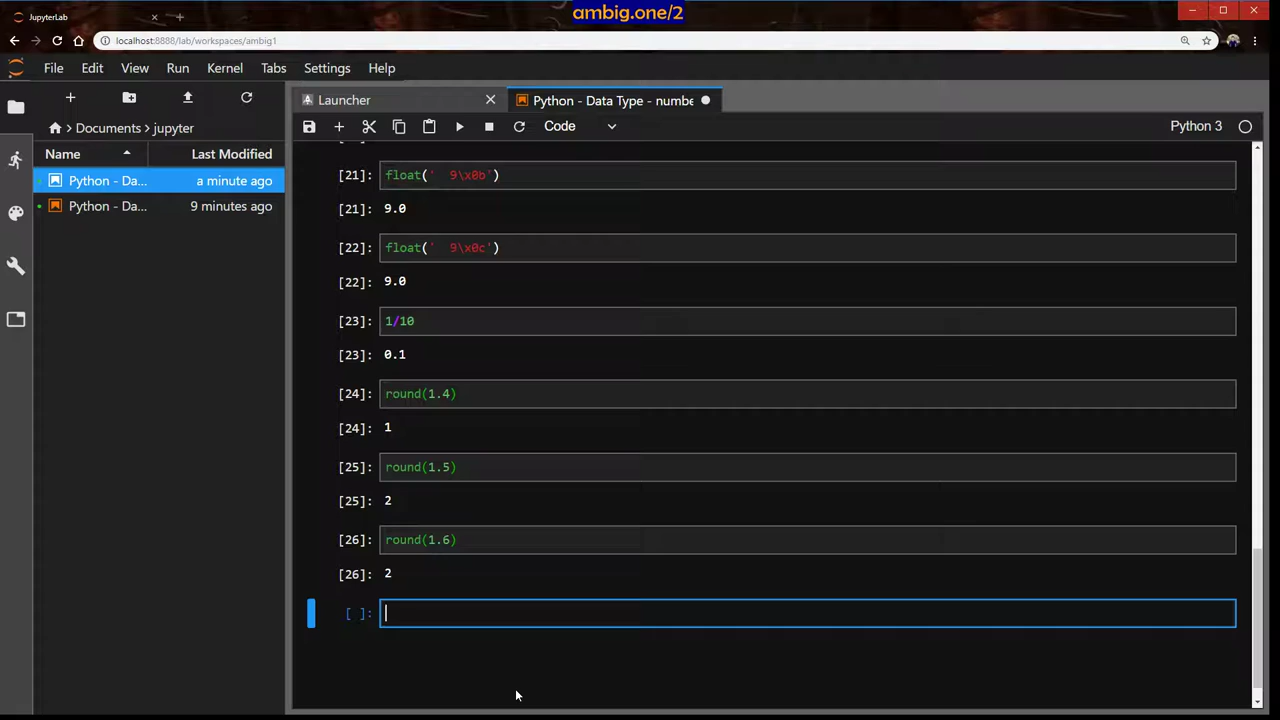 ambig.one/2
JupyterLab
localhost:8888/lab/workspaces/ambig1
File Edit View Run Kernel Tabs Settings Help
Launcher
Python - Data Type - numbe
Documents jupyter
Code
Python 3
Name Last Modified
Python - Da... a minute ago
Python - Da... 9 minutes ago
[21]: float('  9\x0b')
[21]: 9.0
[22]: float('  9\x0c')
[22]: 9.0
[23]: 1/10
[23]: 0.1
[24]: round(1.4)
[24]: 1
[25]: round(1.5)
[25]: 2
[26]: round(1.6)
[26]: 2
[ ]: